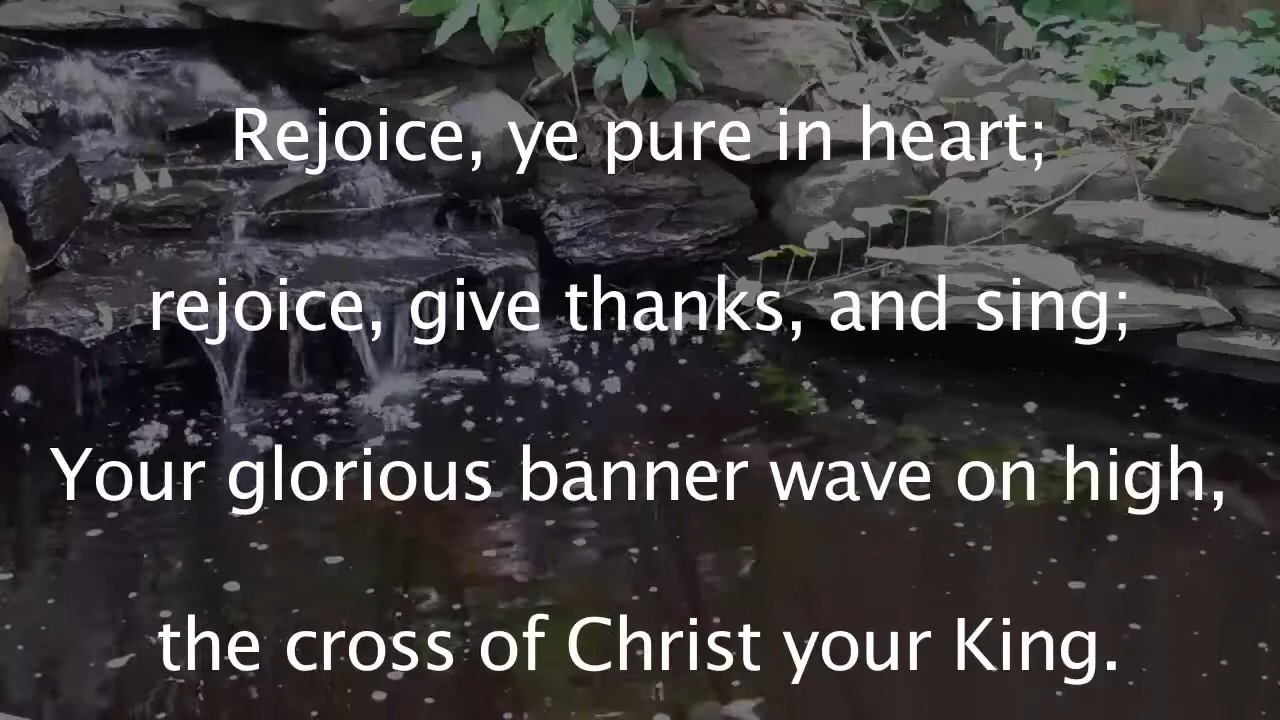 Rejoice, ye pure in heart;
rejoice, give thanks, and sing;
Your glorious banner wave on high,
the cross of Christ your King.